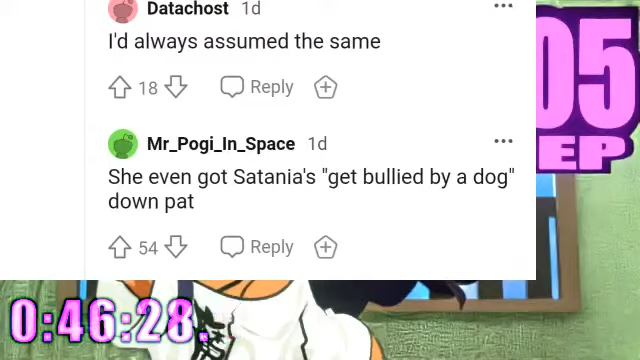 Datachost 1d
I'd always assumed the same
18 Reply
Mr_Pogi_In_Space 1d
She even got Satania's "get bullied by a dog"
down pat
54 Reply
05
EP
0:46:28.